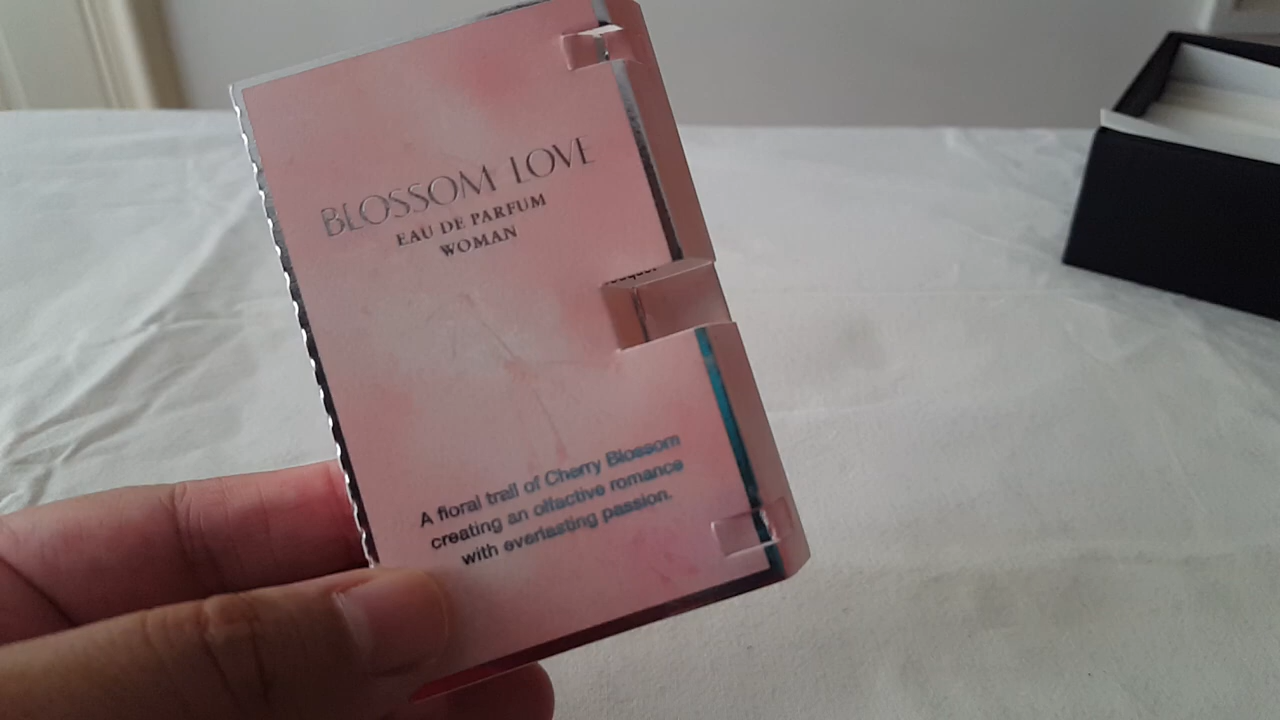 BLOSSOM LOVE
EAU DE PARFUM
WOMAN
A floral trail of Cherry Blossom
creating an olfactive romance
with everlasting passion.